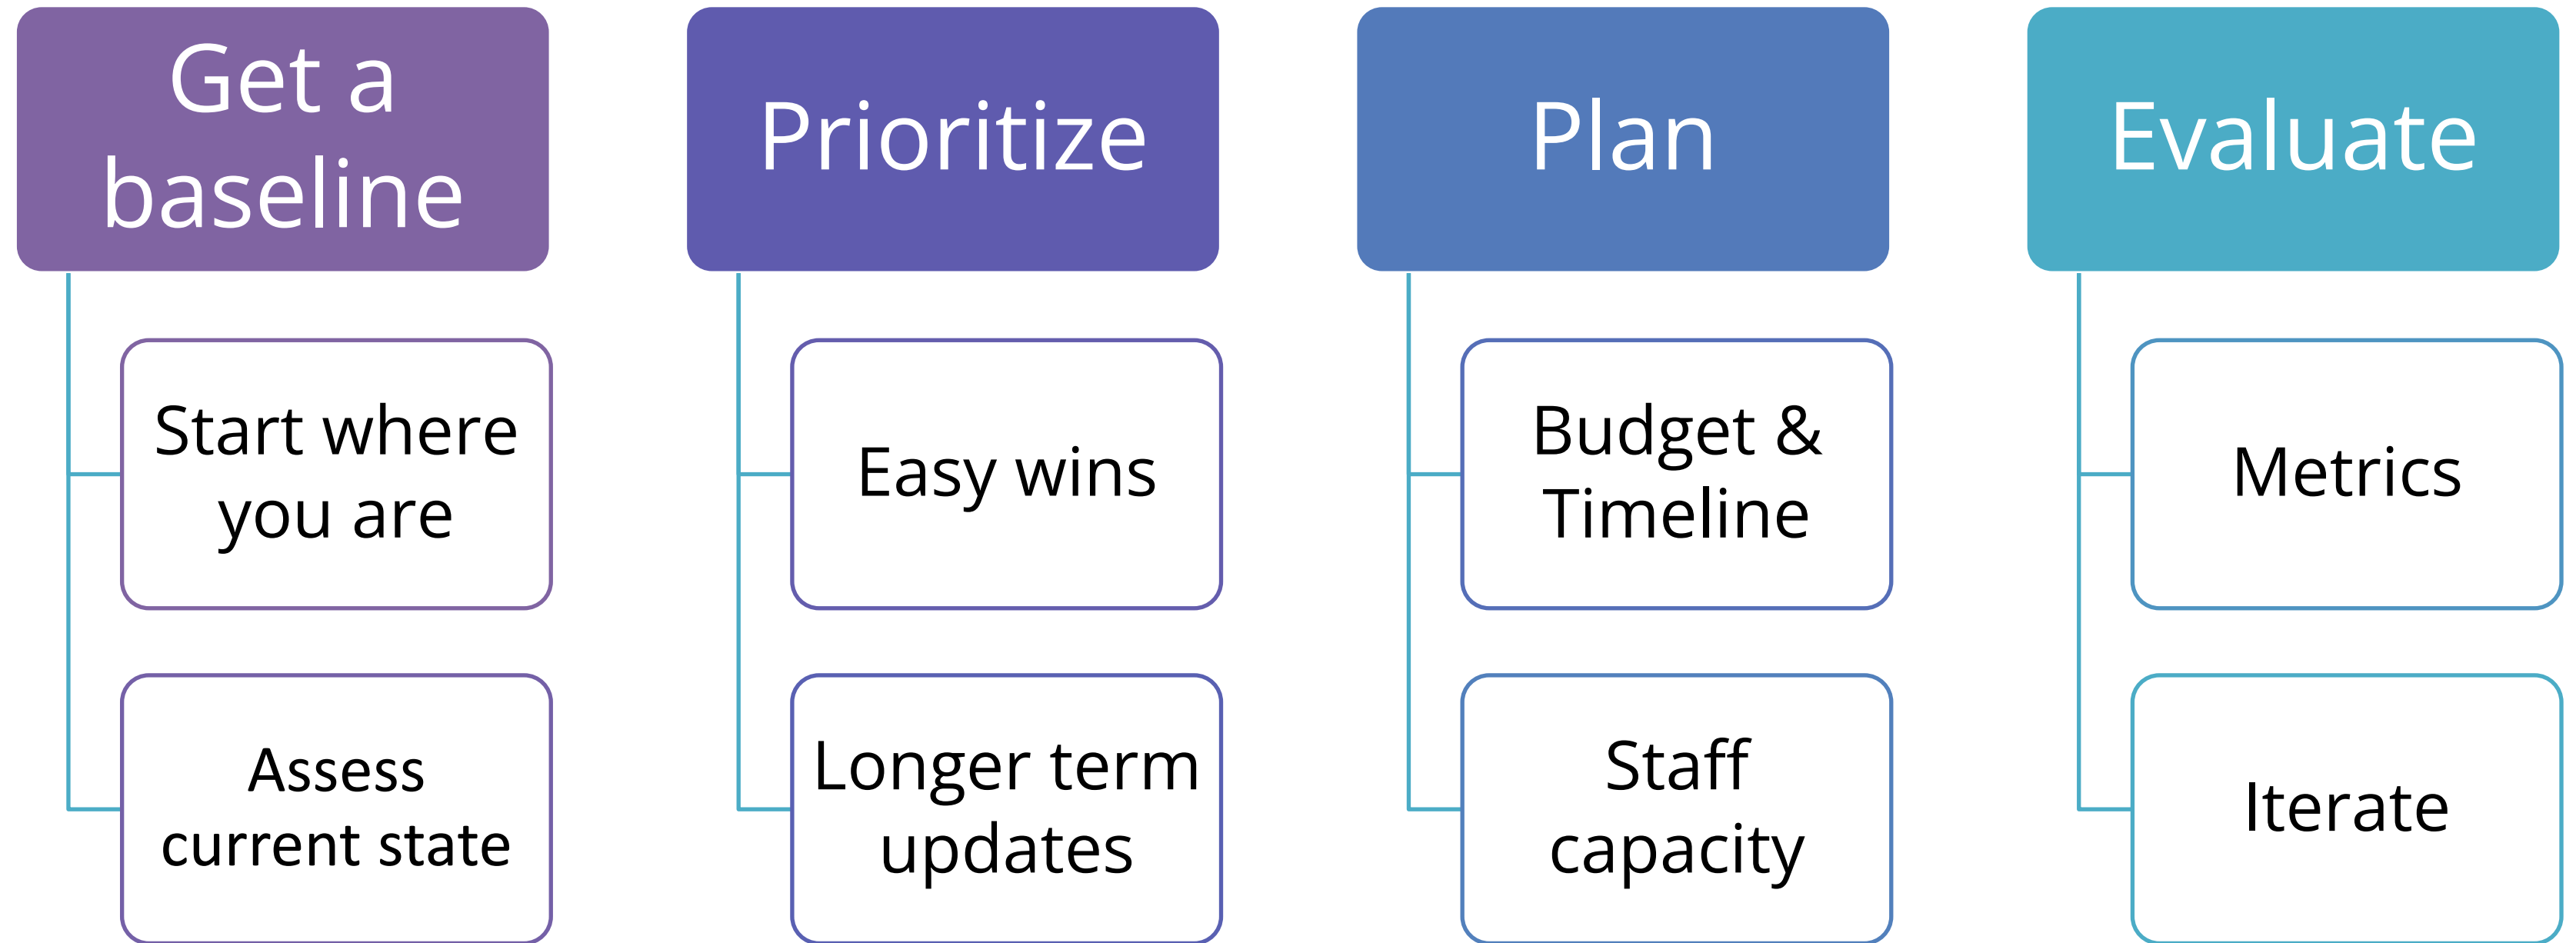 Get a
baseline
Start where
you are
Assess
current state
Prioritize
Easy wins
Longer term
updates
Plan
Budget &
Timeline
Staff
capacity
Evaluate
Metrics
Iterate